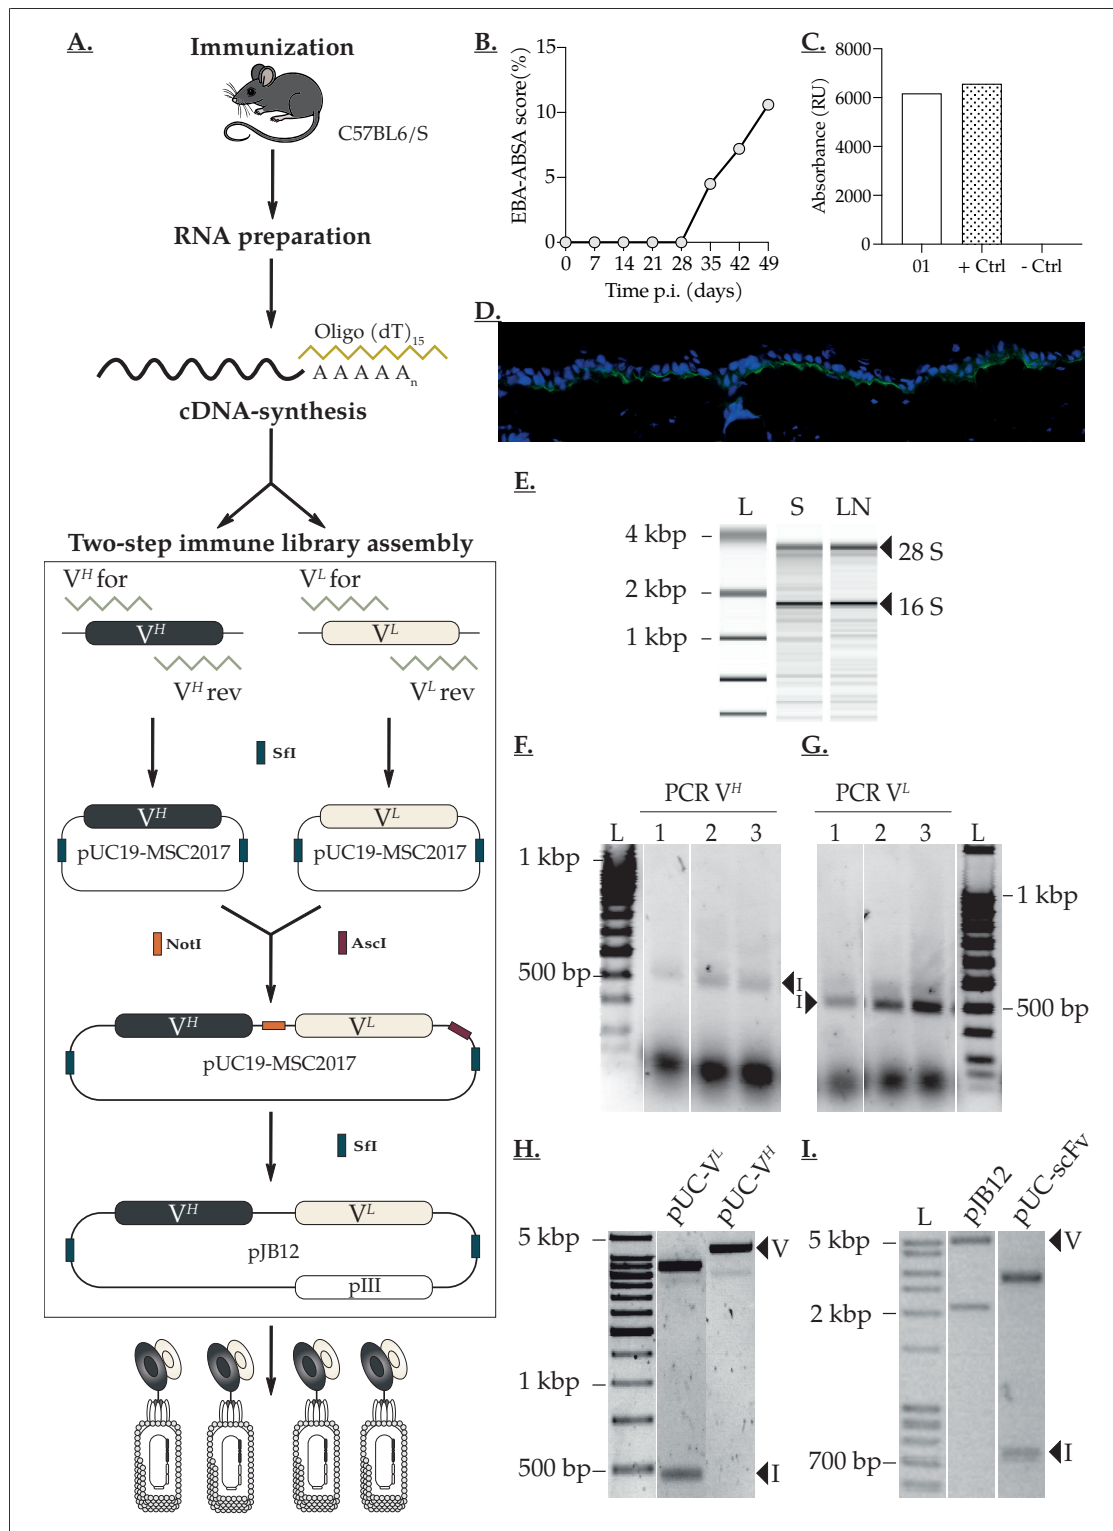 A.
Immunization
C57BL6/S
RNA preparation
Oligo (dT)15
A A A A An
cDNA-synthesis
Two-step immune library assembly
VH for
VL for
VH
VL
VH rev
VL rev
SfI
VH
VL
pUC19-MSC2017
pUC19-MSC2017
NotI
AscI
VH
VL
pUC19-MSC2017
SfI
VH
VL
pJB12
pIII
B.
EBA-ABSA score(%)
15
10
5
0
0 7 14 21 28 35 42 49
Time p.i. (days)
C.
Absorbance (RU)
8000
6000
4000
2000
0
01 + Ctrl - Ctrl
D.
E.
L S LN
4 kbp
2 kbp
1 kbp
28 S
16 S
F.
PCR VH
L 1 2 3
1 kbp
500 bp
I
G.
PCR VL
1 2 3 L
1 kbp
500 bp
I
H.
pUC-VL
pUC-VH
5 kbp
1 kbp
500 bp
V
I
I.
L
pJB12
pUC-scFv
5 kbp
2 kbp
700 bp
V
I